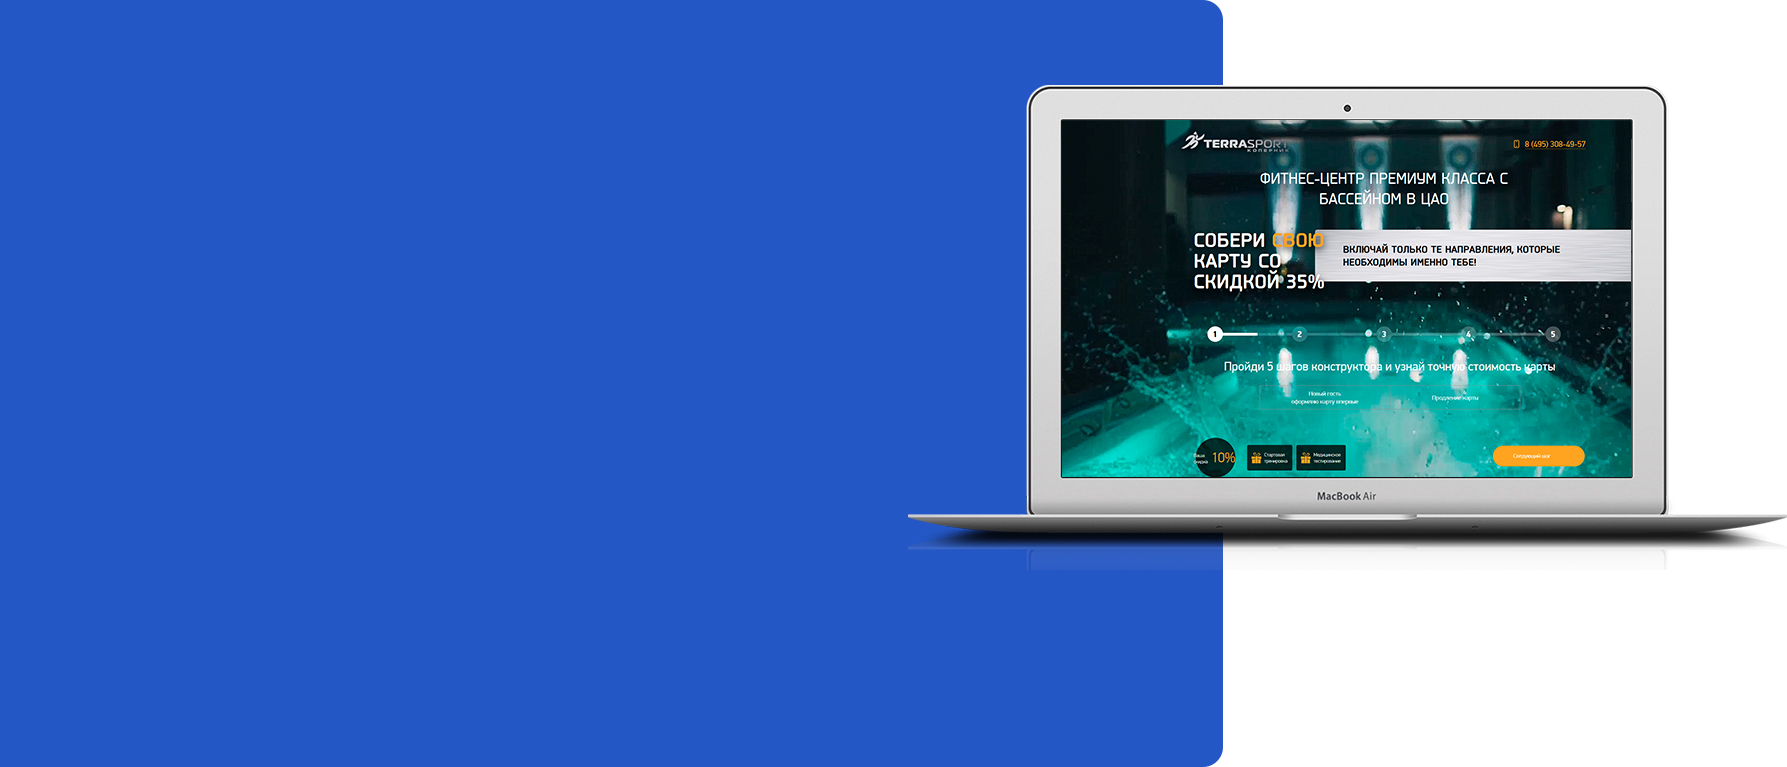 TERRASPORT
КОПЕРНИК
8 (495) 308-49-57
ФИТНЕС-ЦЕНТР ПРЕМИУМ КЛАССА С
БАССЕЙНОМ В ЦАО
СОБЕРИ СВОЮ
КАРТУ СО
СКИДКОЙ 35%
ВКЛЮЧАЙ ТОЛЬКО ТЕ НАПРАВЛЕНИЯ, КОТОРЫЕ
НЕОБХОДИМЫ ИМЕННО ТЕБЕ!
1 2 3 4 5
Пройди 5 шагов конструктора и узнай точную стоимость карты
Новый гость
оформлю карту впервые
Продление карты
Ваша
скидка
10%
Стартовая
тренировка
Медицинское
тестирование
Следующий шаг
MacBook Air